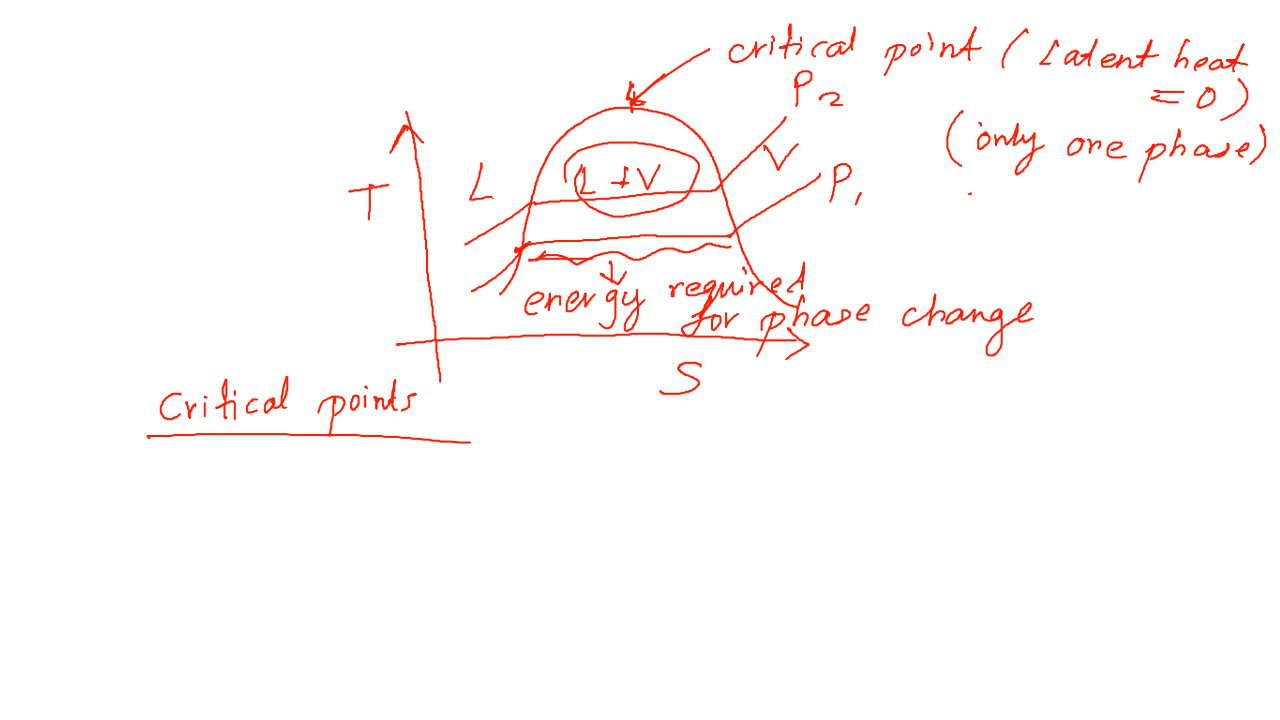 critical point ( Latent heat
= 0 )
P2
(only one phase)
T
L
L + V
V
P1
energy required
for phase change
S
Critical points